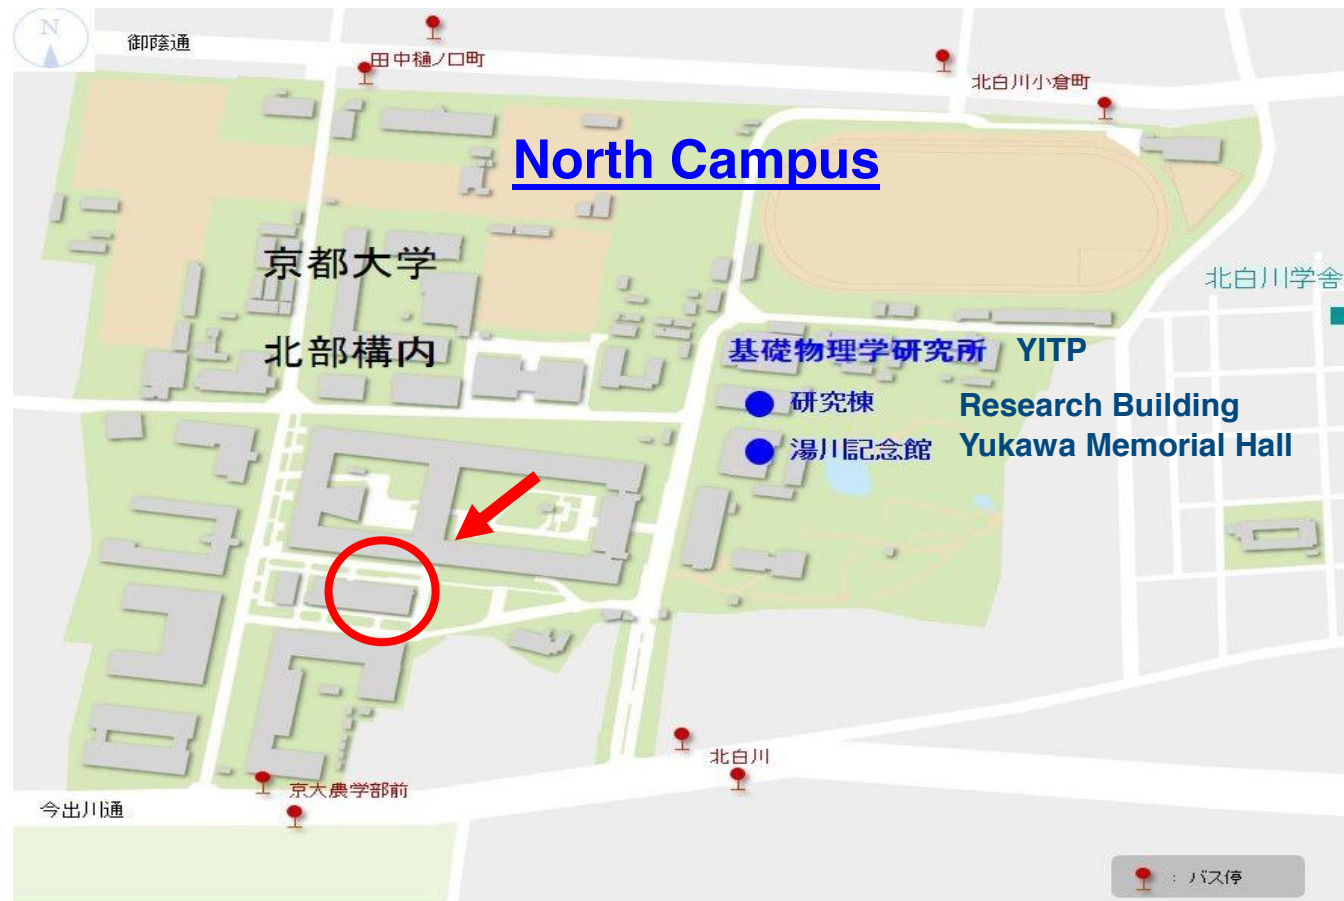 N
御蔭通
田中樋ノ口町
北白川小倉町
North Campus
京都大学
北白川学舎
北部構内
基礎物理学研究所 YITP
研究棟 Research Building
湯川記念館 Yukawa Memorial Hall
北白川
京大農学部前
今出川通
: バス停